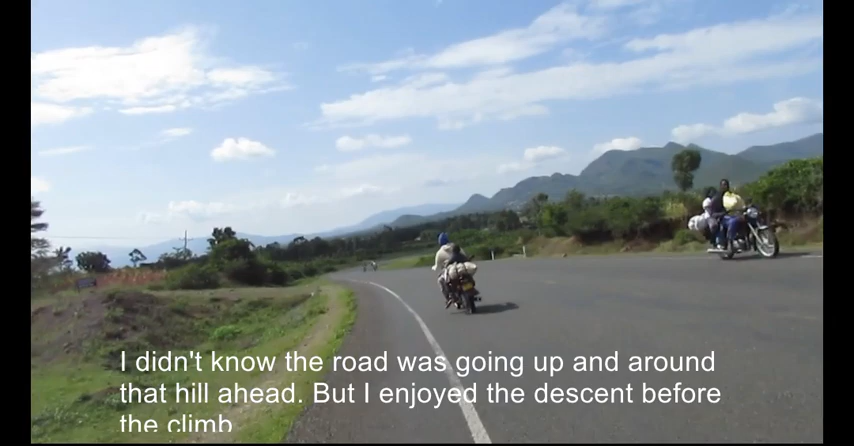 I didn't know the road was going up and around
that hill ahead. But I enjoyed the descent before
the climb